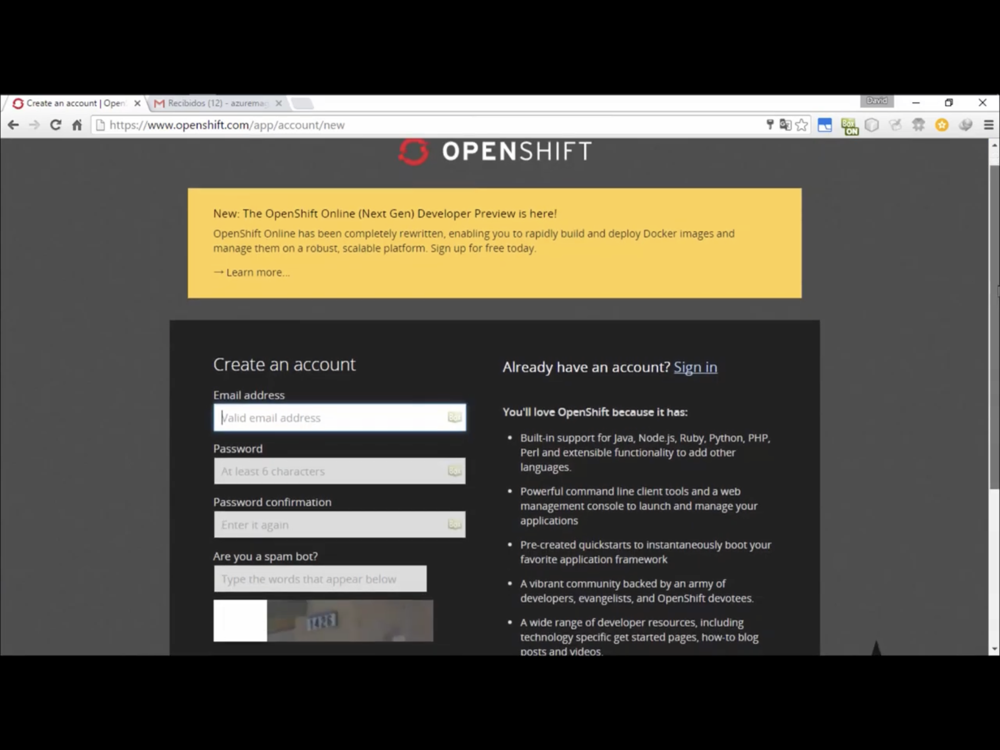 Create an account | Open
Recibidos (12) - azuremag
David
https://www.openshift.com/app/account/new
Box ON
OPENSHIFT
New: The OpenShift Online (Next Gen) Developer Preview is here!
OpenShift Online has been completely rewritten, enabling you to rapidly build and deploy Docker images and
manage them on a robust, scalable platform. Sign up for free today.
→ Learn more...
Create an account
Email address
Valid email address
Box
Password
At least 6 characters
Box
Password confirmation
Enter it again
Box
Are you a spam bot?
Type the words that appear below
1426
Already have an account? Sign in
You'll love OpenShift because it has:
• Built-in support for Java, Node.js, Ruby, Python, PHP,
Perl and extensible functionality to add other
languages.
• Powerful command line client tools and a web
management console to launch and manage your
applications
• Pre-created quickstarts to instantaneously boot your
favorite application framework
• A vibrant community backed by an army of
developers, evangelists, and OpenShift devotees.
• A wide range of developer resources, including
technology specific get started pages, how-to blog
posts and videos.